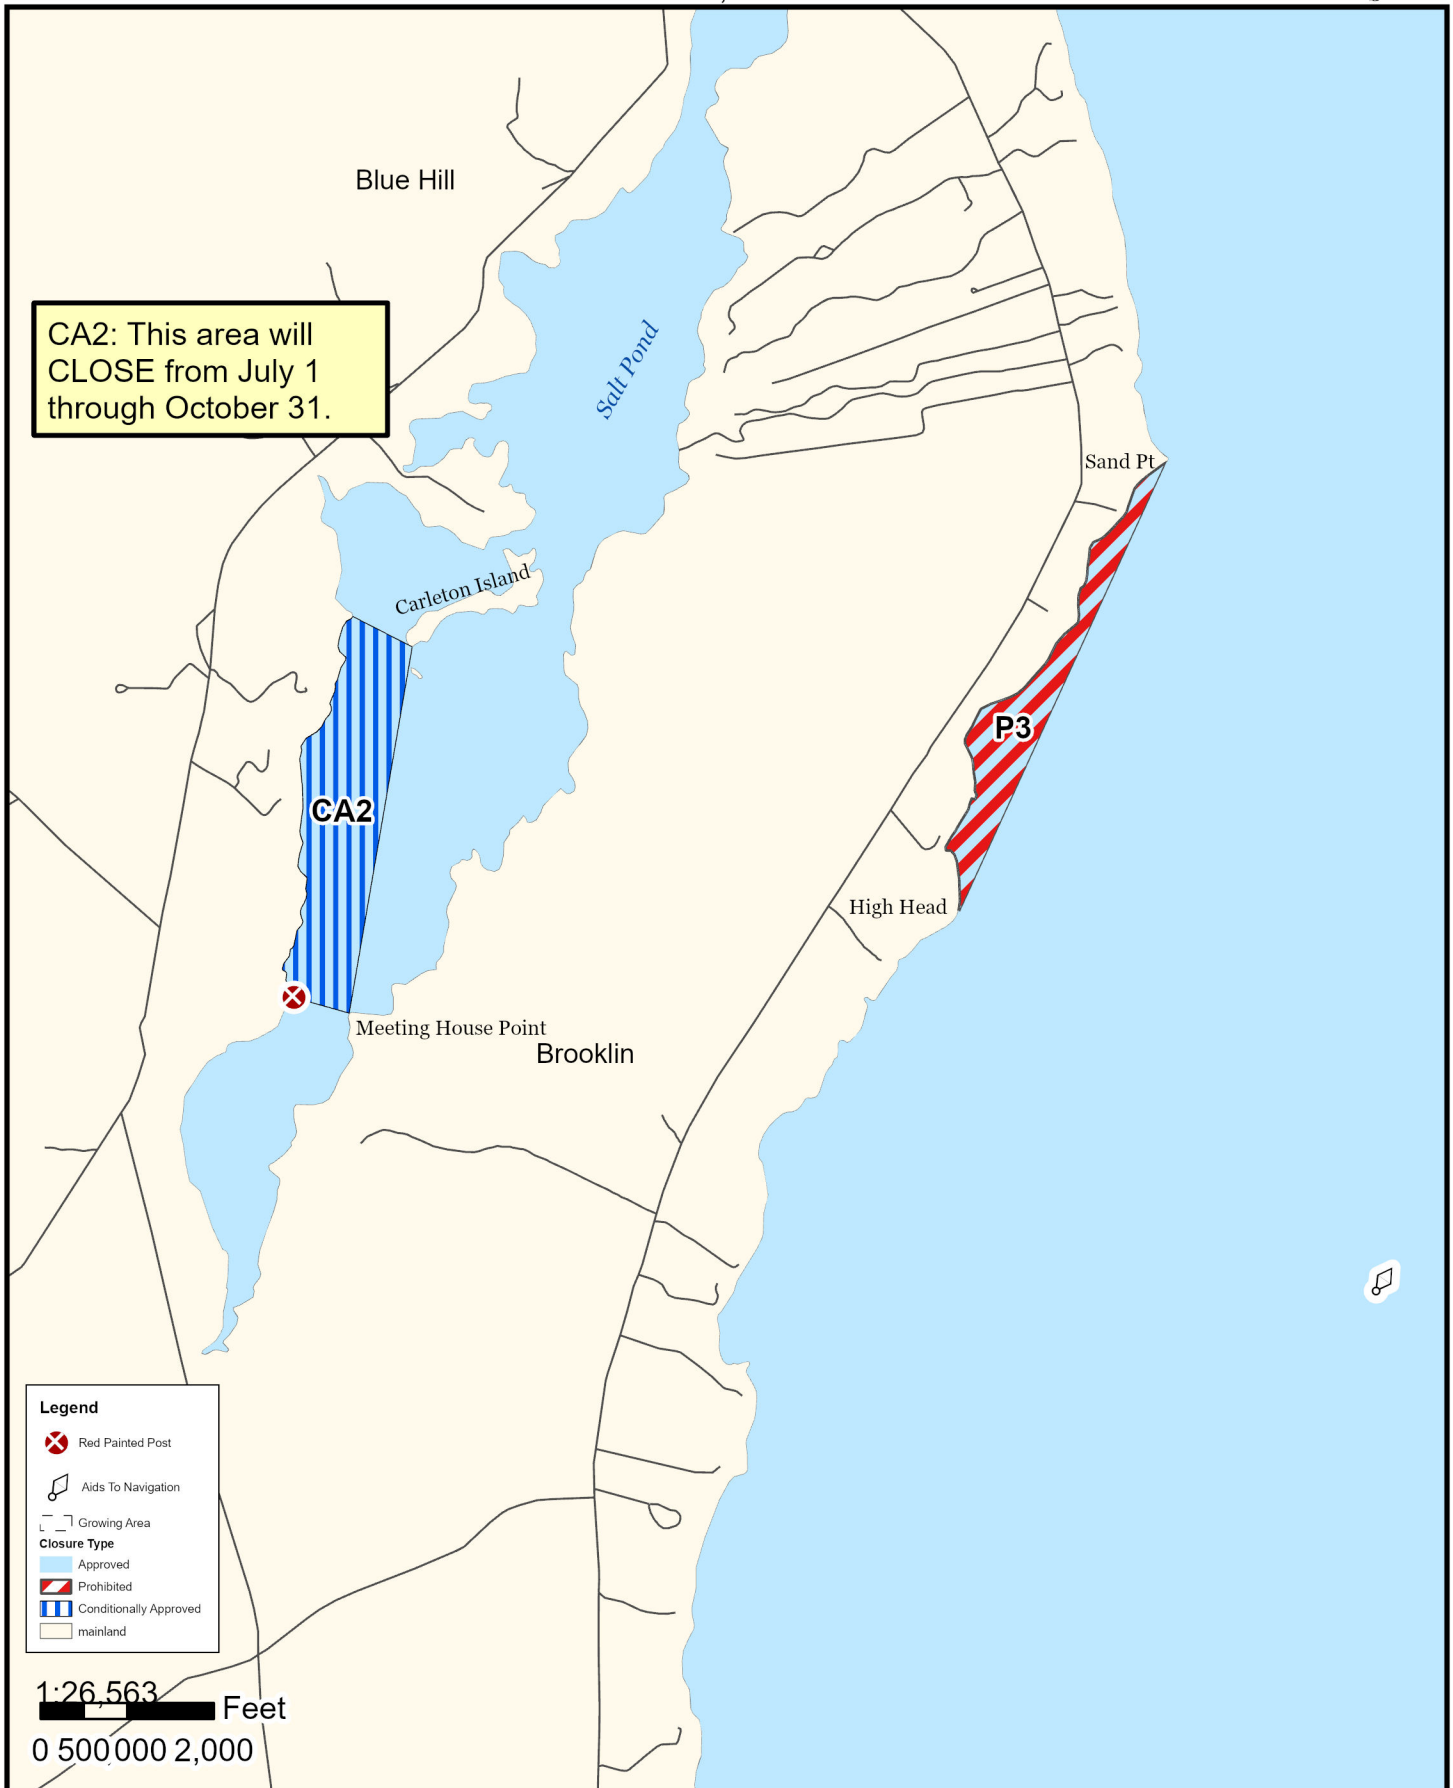 Blue Hill
CA2: This area will
CLOSE from July 1
through October 31.
Salt Pond
Sand Pt
Carleton Island
P3
CA2
High Head
Meeting House Point
Brooklin
Legend
Red Painted Post
Aids To Navigation
Growing Area
Closure Type
Approved
Prohibited
Conditionally Approved
mainland
1:26,563
Feet
0 500 000 2,000